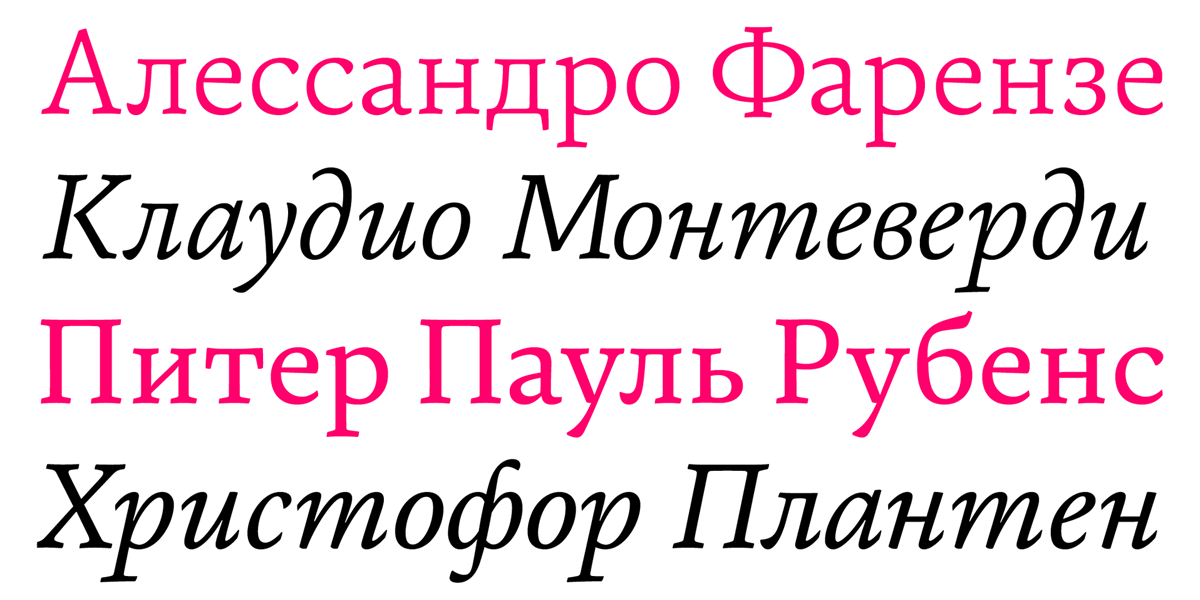 Алессандро Фарензе
Клаудио Монтеверди
Питер Пауль Рубенс
Христофор Плантен